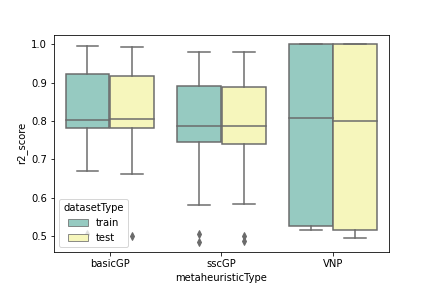 1.0
0.9
0.8
0.7
0.6
0.5
r2_score
datasetType
train
test
basicGP
sscGP
VNP
metaheuristicType